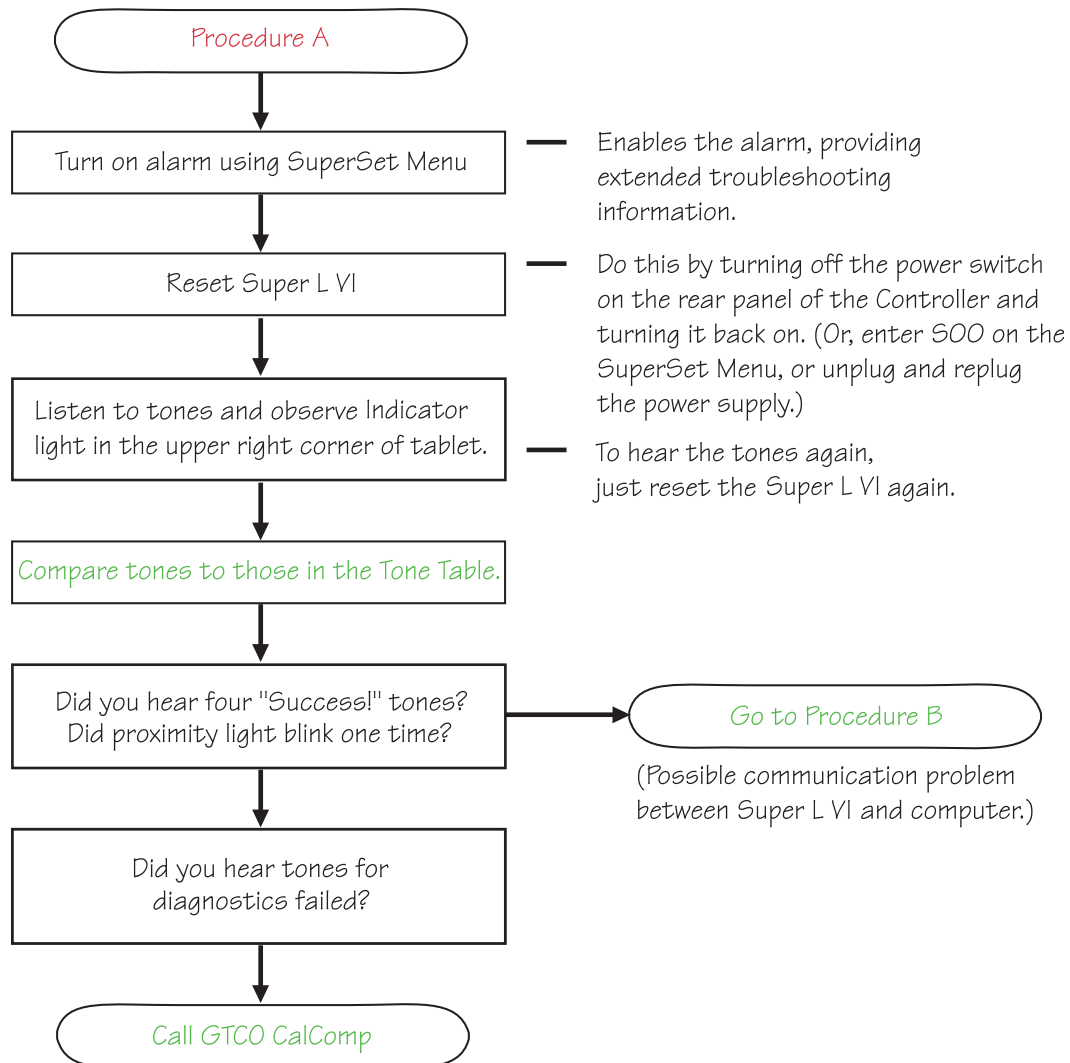 Procedure A
Turn on alarm using SuperSet Menu
Enables the alarm, providing
extended troubleshooting
information.
Reset Super L VI
Do this by turning off the power switch
on the rear panel of the Controller and
turning it back on. (Or, enter SOO on the
SuperSet Menu, or unplug and replug
the power supply.)
Listen to tones and observe Indicator
light in the upper right corner of tablet.
To hear the tones again,
just reset the Super L VI again.
Compare tones to those in the Tone Table.
Did you hear four "Success!" tones?
Did proximity light blink one time?
Go to Procedure B
(Possible communication problem
between Super L VI and computer.)
Did you hear tones for
diagnostics failed?
Call GTCO CalComp